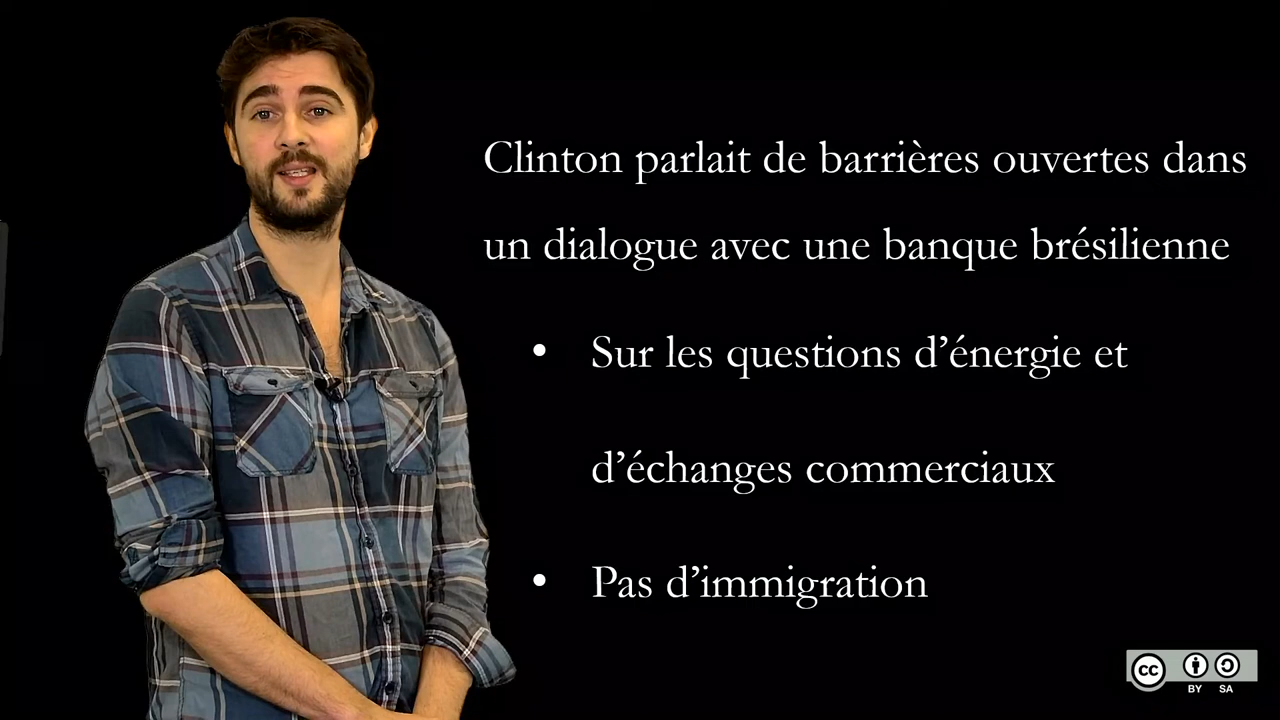 Clinton parlait de barrières ouvertes dans
un dialogue avec une banque brésilienne
• Sur les questions d’énergie et
d’échanges commerciaux
• Pas d’immigration
cc
BY SA